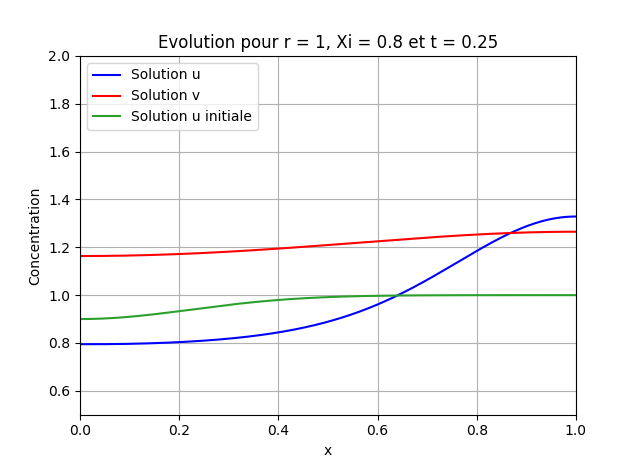 Evolution pour r = 1, Xi = 0.8 et t = 0.25
Solution u
Solution v
Solution u initiale
Concentration
2.0
1.8
1.6
1.4
1.2
1.0
0.8
0.6
0.0 0.2 0.4 0.6 0.8 1.0
x